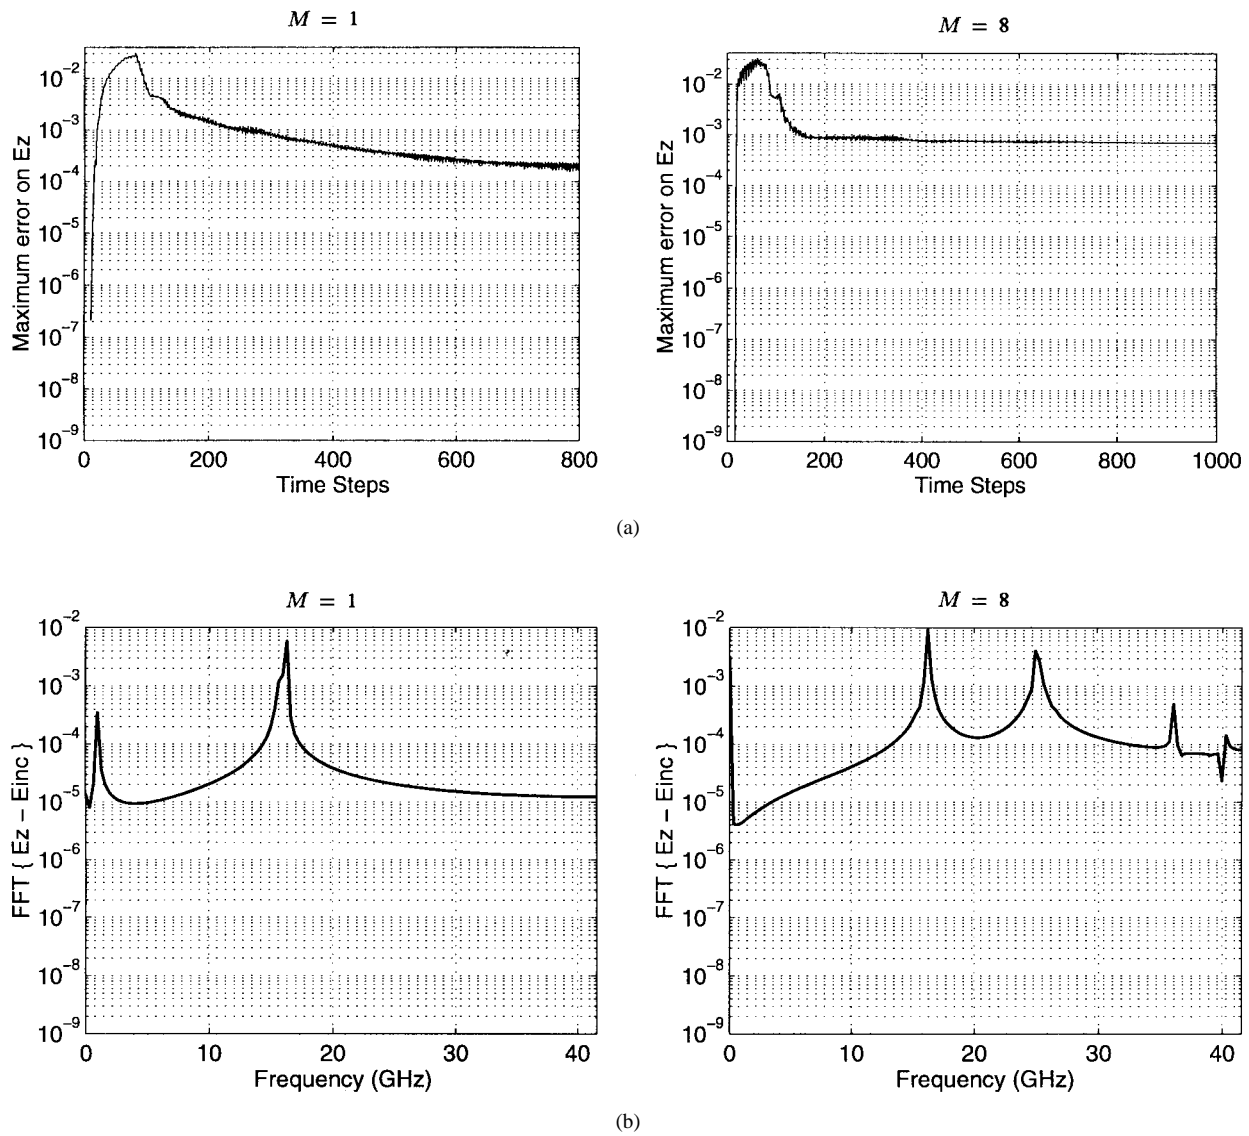 M = 1
M = 8
Maximum error on Ez
10⁻²
10⁻³
10⁻⁴
10⁻⁵
10⁻⁶
10⁻⁷
10⁻⁸
10⁻⁹
0 200 400 600 800
Time Steps
Maximum error on Ez
10⁻²
10⁻³
10⁻⁴
10⁻⁵
10⁻⁶
10⁻⁷
10⁻⁸
10⁻⁹
0 200 400 600 800 1000
Time Steps
(a)
M = 1
M = 8
FFT { Ez − Einc }
10⁻²
10⁻³
10⁻⁴
10⁻⁵
10⁻⁶
10⁻⁷
10⁻⁸
10⁻⁹
0 10 20 30 40
Frequency (GHz)
FFT { Ez − Einc }
10⁻²
10⁻³
10⁻⁴
10⁻⁵
10⁻⁶
10⁻⁷
10⁻⁸
10⁻⁹
0 10 20 30 40
Frequency (GHz)
(b)